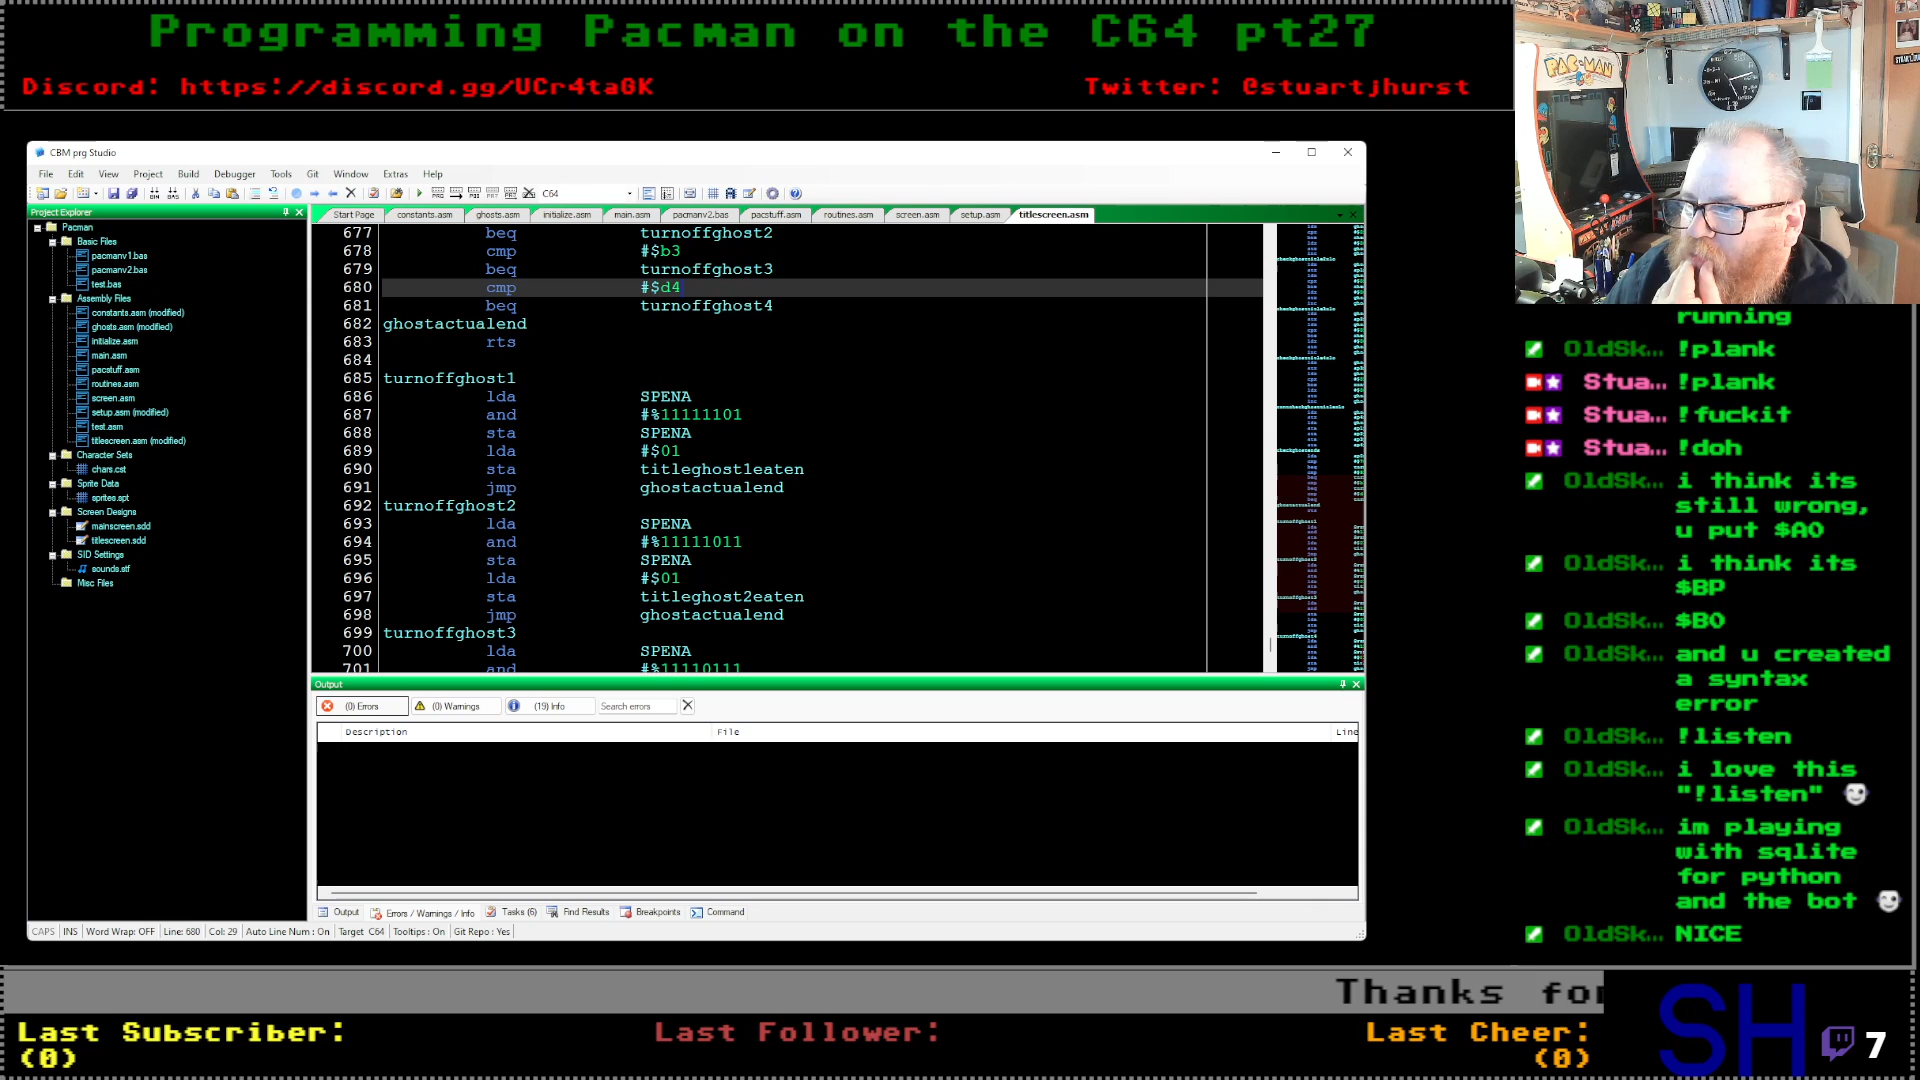 Programming Pacman on the C64 pt27
Discord: https://discord.gg/UCr4taGK
Twitter: @stuartjhurst
PAC-MAN
CBM prg Studio
File Edit View Project Build Debugger Tools Git Window Extras Help
C64
Project Explorer
Pacman
Basic Files
pacmanv1.bas
pacmanv2.bas
test.bas
Assembly Files
constants.asm (modified)
ghosts.asm (modified)
initialize.asm
main.asm
pacstuff.asm
routines.asm
screen.asm
setup.asm (modified)
test.asm
titlescreen.asm (modified)
Character Sets
chars.cst
Sprite Data
sprites.spt
Screen Designs
mainscreen.sdd
titlescreen.sdd
SID Settings
sounds.stf
Misc Files
Start Page constants.asm ghosts.asm initialize.asm main.asm pacmanv2.bas pacstuff.asm routines.asm screen.asm setup.asm titlescreen.asm
677 beq turnoffghost2
678 cmp #$b3
679 beq turnoffghost3
680 cmp #$d4
681 beq turnoffghost4
682 ghostactualend
683 rts
684
685 turnoffghost1
686 lda SPENA
687 and #%11111101
688 sta SPENA
689 lda #$01
690 sta titleghost1eaten
691 jmp ghostactualend
692 turnoffghost2
693 lda SPENA
694 and #%11111011
695 sta SPENA
696 lda #$01
697 sta titleghost2eaten
698 jmp ghostactualend
699 turnoffghost3
700 lda SPENA
701 and #%11110111
Output
(0) Errors (0) Warnings (19) Info Search errors
Description File Line
Output Errors / Warnings / Info Tasks (6) Find Results Breakpoints Command
CAPS INS Word Wrap: OFF Line: 680 Col: 29 Auto Line Num : On Target C64 Tooltips : On Git Repo : Yes
running
OldSk... !plank
Stua... !plank
Stua... !fuckit
Stua... !doh
OldSk... i think its
still wrong,
u put $A0
OldSk... i think its
$BP
OldSk... $B0
OldSk... and u created
a syntax
error
OldSk... !listen
OldSk... i love this
"!listen"
OldSk... im playing
with sqlite
for python
and the bot
OldSk... NICE
Thanks for
Last Subscriber:
(0)
Last Follower:
Last Cheer:
(0)
SH
7